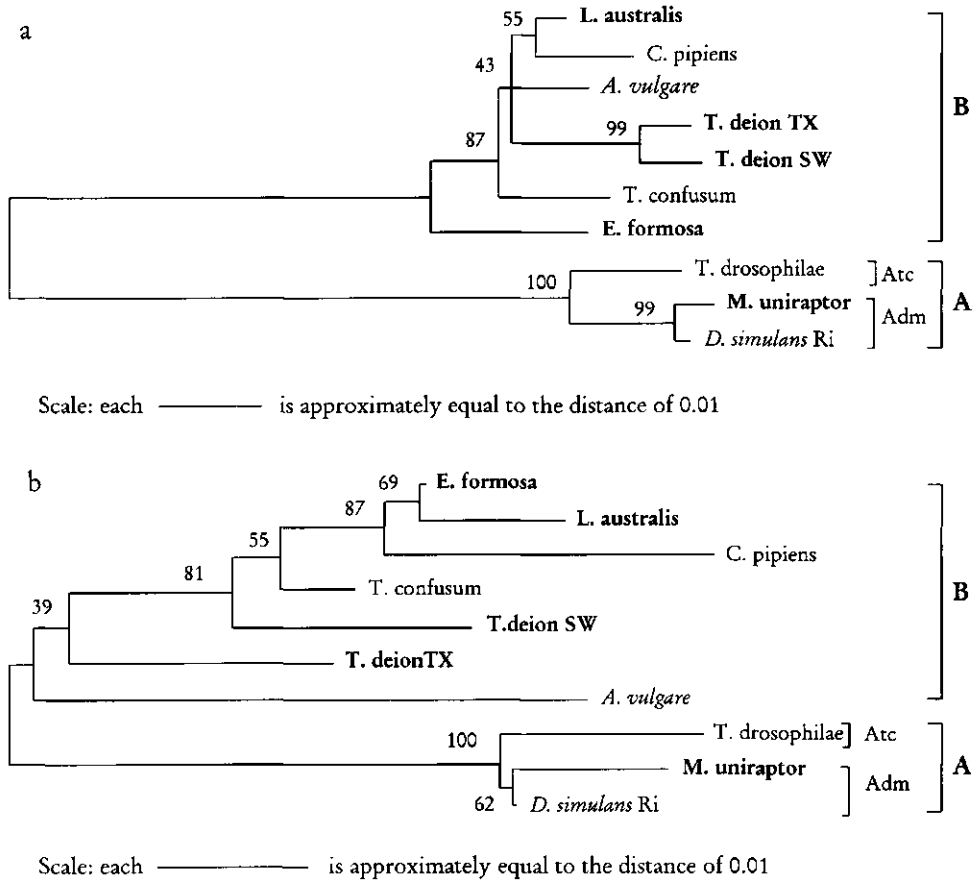 a
55
L. australis
C. pipiens
43
A. vulgare
B
99
T. deion TX
87
T. deion SW
T. confusum
E. formosa
T. drosophilae
Atc
100
M. uniraptor
A
99
Adm
D. simulans Ri
Scale: each is approximately equal to the distance of 0.01
b
69
E. formosa
87
L. australis
55
C. pipiens
81
T. confusum
B
39
T.deion SW
T. deionTX
A. vulgare
100
T. drosophilae
Atc
M. uniraptor
A
Adm
62
D. simulans Ri
Scale: each is approximately equal to the distance of 0.01